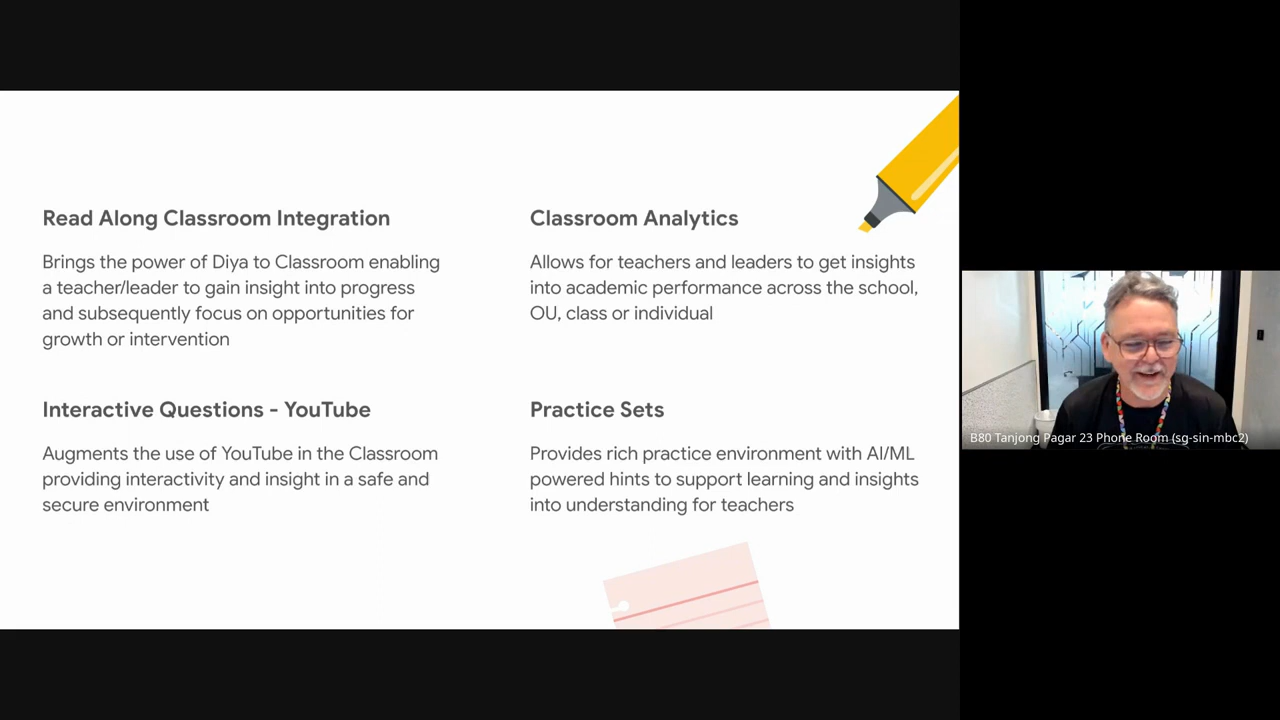 Read Along Classroom Integration
Brings the power of Diya to Classroom enabling
a teacher/leader to gain insight into progress
and subsequently focus on opportunities for
growth or intervention
Classroom Analytics
Allows for teachers and leaders to get insights
into academic performance across the school,
OU, class or individual
Interactive Questions - YouTube
Augments the use of YouTube in the Classroom
providing interactivity and insight in a safe and
secure environment
Practice Sets
Provides rich practice environment with AI/ML
powered hints to support learning and insights
into understanding for teachers
B80 Tanjong Pagar 23 Phone Room (sg-sin-mbc2)